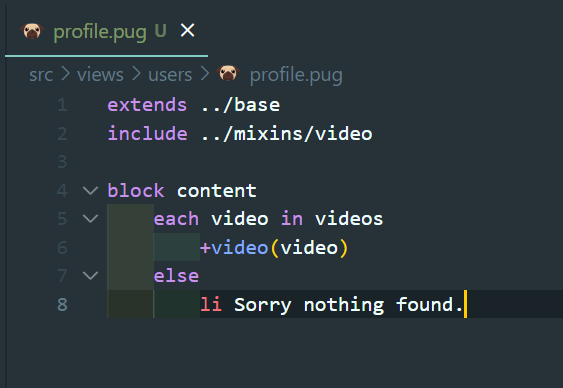 profile.pug U ×
src > views > users > profile.pug
1 extends ../base
2 include ../mixins/video
3
4 block content
5 each video in videos
6 +video(video)
7 else
8 li Sorry nothing found.